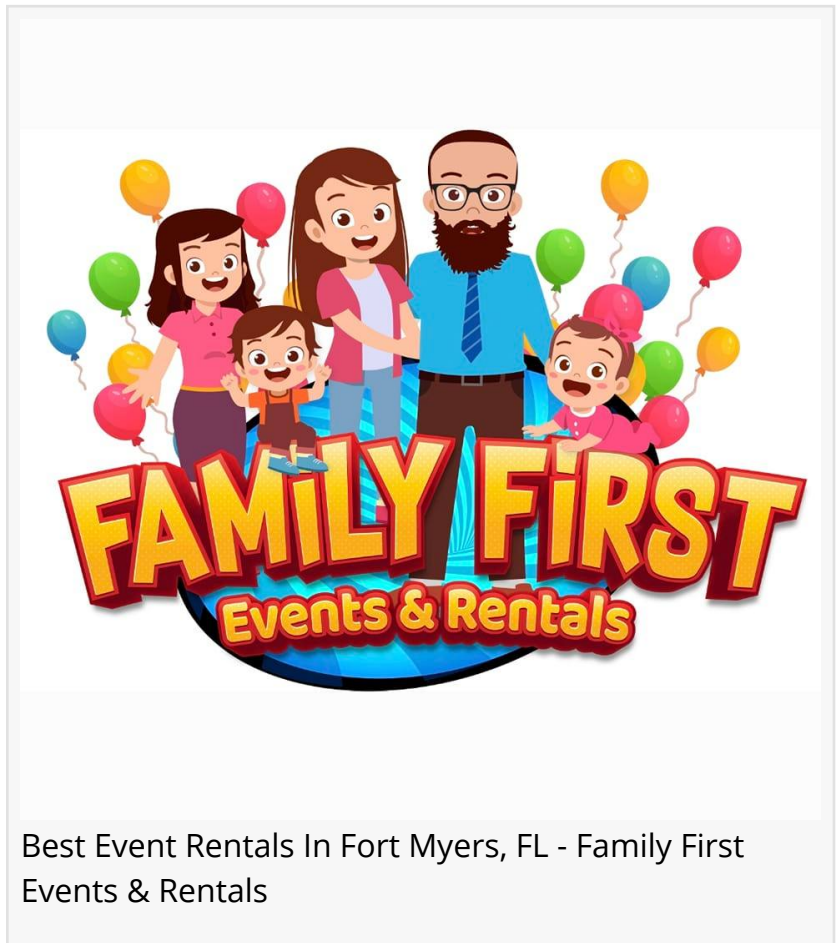 FAMiLY FiRST
Events & Rentals
Best Event Rentals In Fort Myers, FL - Family First
Events & Rentals